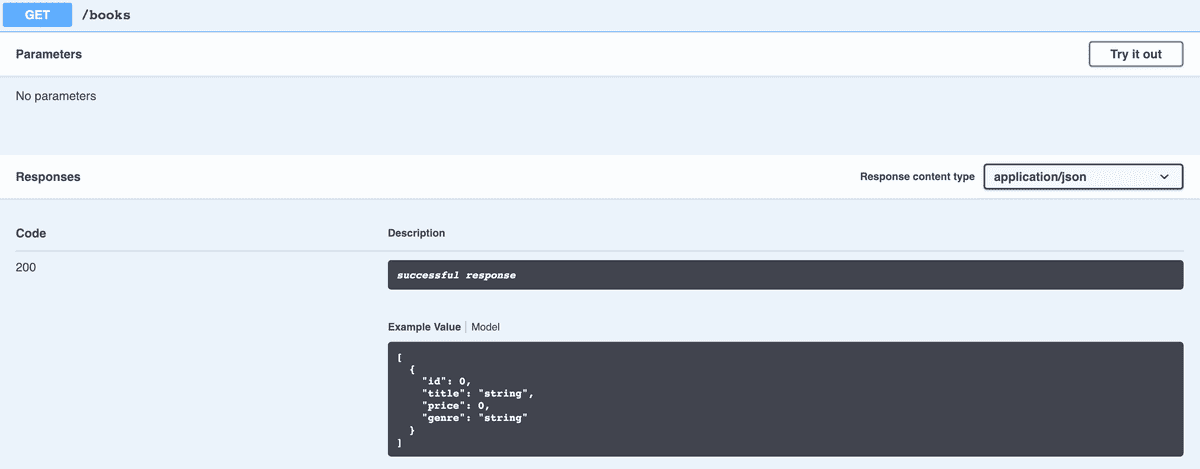 GET /books
Parameters Try it out
No parameters
Responses Response content type application/json
Code Description
200 successful response
Example Value Model
[
{
"id": 0,
"title": "string",
"price": 0,
"genre": "string"
}
]